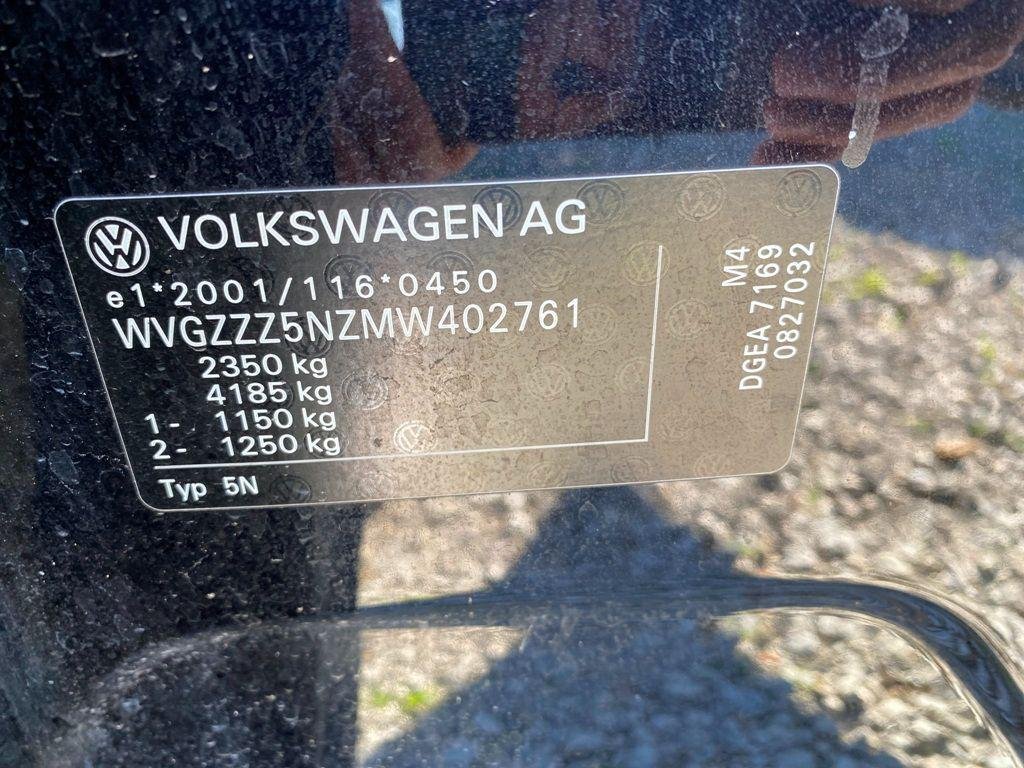 VOLKSWAGEN AG
e1*2001/116*0450
WVGZZZ5NZMW402761
2350 kg
4185 kg
1- 1150 kg
2- 1250 kg
Typ 5N
M4
DGEA 7169
0827032